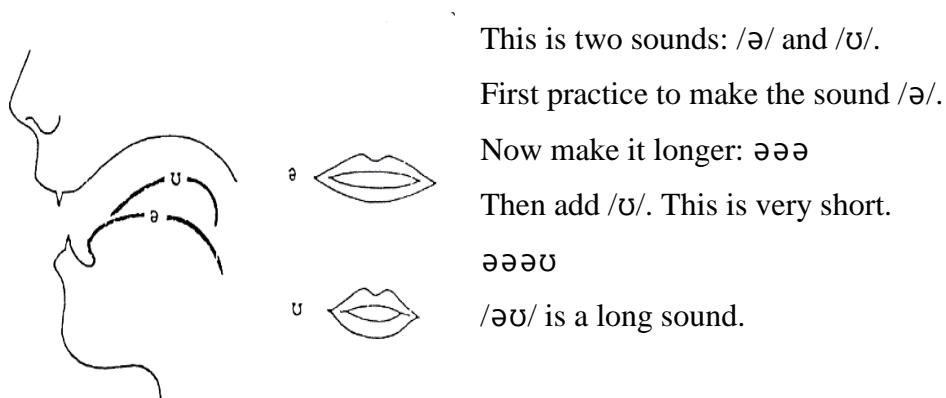 This is two sounds: /ə/ and /ʊ/.
First practice to make the sound /ə/.
Now make it longer: əəə
Then add /ʊ/. This is very short.
əəəʊ
/əʊ/ is a long sound.
ʊ
ə
ə
ʊ